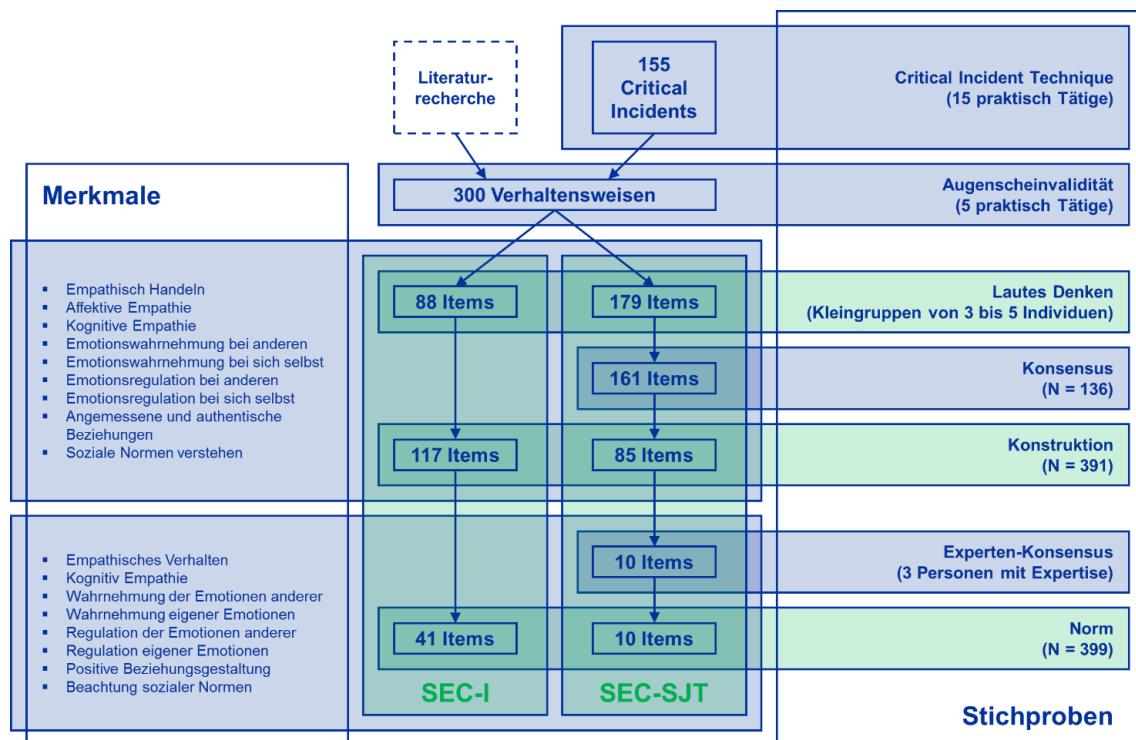 Literatur-
recherche
155
Critical
Incidents
Critical Incident Technique
(15 praktisch Tätige)
Merkmale
300 Verhaltensweisen
Augenscheinvalidität
(5 praktisch Tätige)
▪ Empathisch Handeln
▪ Affektive Empathie
▪ Kognitive Empathie
▪ Emotionswahrnehmung bei anderen
▪ Emotionswahrnehmung bei sich selbst
▪ Emotionsregulation bei anderen
▪ Emotionsregulation bei sich selbst
▪ Angemessene und authentische
Beziehungen
▪ Soziale Normen verstehen
88 Items
179 Items
Lautes Denken
(Kleingruppen von 3 bis 5 Individuen)
161 Items
Konsensus
(N = 136)
117 Items
85 Items
Konstruktion
(N = 391)
▪ Empathisches Verhalten
▪ Kognitiv Empathie
▪ Wahrnehmung der Emotionen anderer
▪ Wahrnehmung eigener Emotionen
▪ Regulation der Emotionen anderer
▪ Regulation eigener Emotionen
▪ Positive Beziehungsgestaltung
▪ Beachtung sozialer Normen
10 Items
Experten-Konsensus
(3 Personen mit Expertise)
41 Items
10 Items
Norm
(N = 399)
SEC-I
SEC-SJT
Stichproben